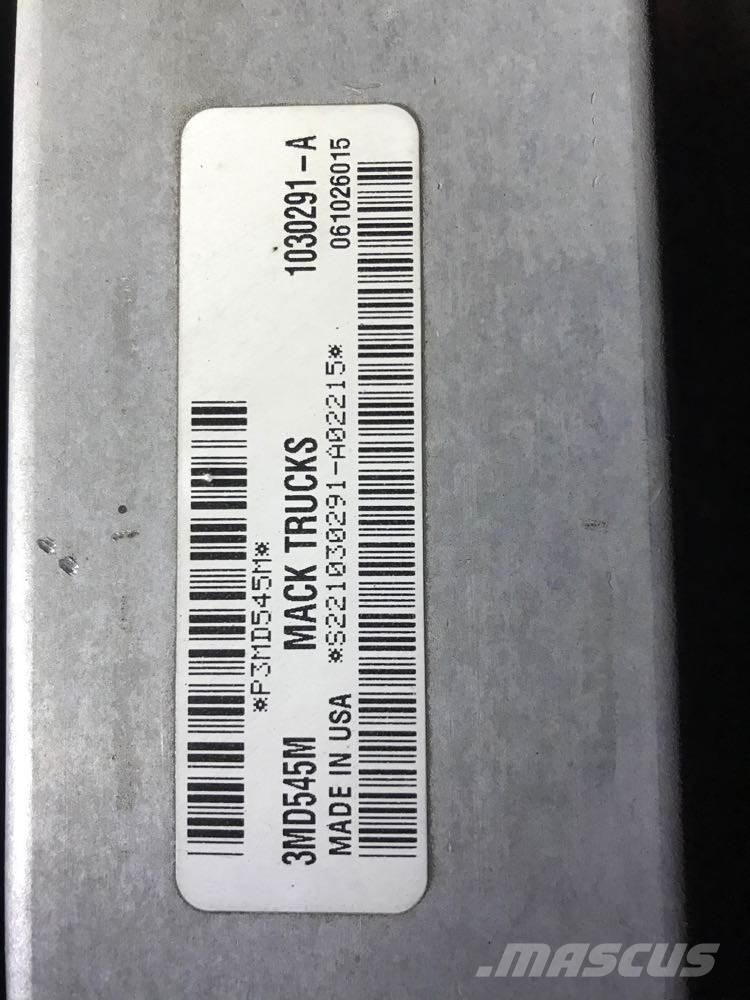 *P3MD545M*
3MD545M MACK TRUCKS 1030291-A
MADE IN USA *S221030291-A02215* 061026015
MASCUS